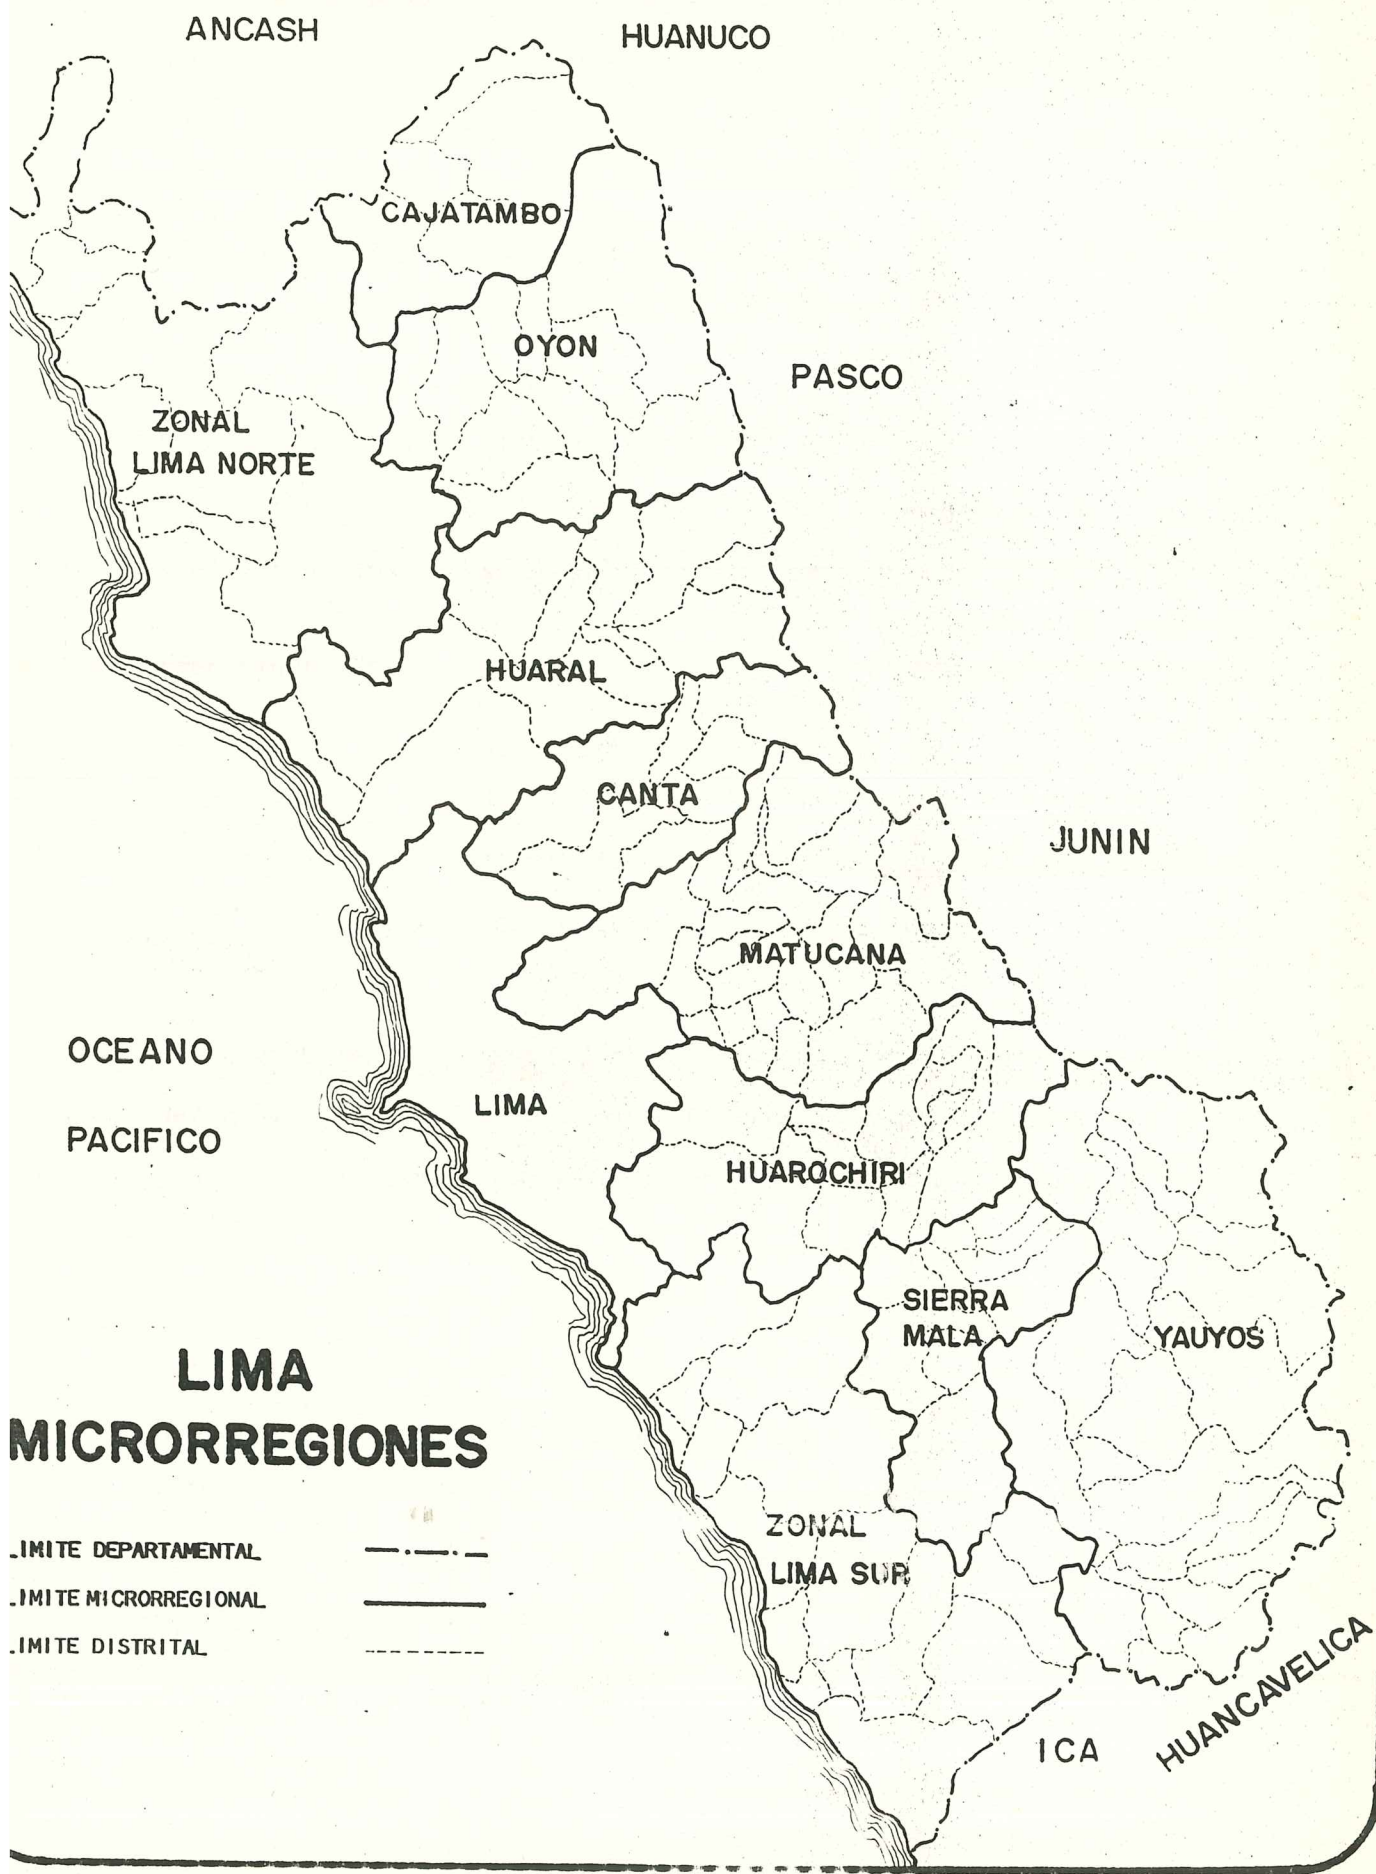 ANCASH
HUANUCO
CAJATAMBO
OYON
PASCO
ZONAL
LIMA NORTE
HUARAL
CANTA
JUNIN
MATUCANA
OCEANO
PACIFICO
LIMA
HUAROCHIRI
SIERRA
MALA
YAUYOS
LIMA
MICRORREGIONES
ZONAL
LIMA SUR
.IMITE DEPARTAMENTAL
.IMITE MICRORREGIONAL
.IMITE DISTRITAL
ICA
HUANCAVELICA